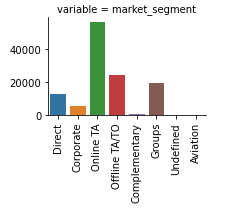 variable = market_segment
40000
20000
0
Direct
Corporate
Online TA
Offline TA/TO
Complementary
Groups
Undefined
Aviation